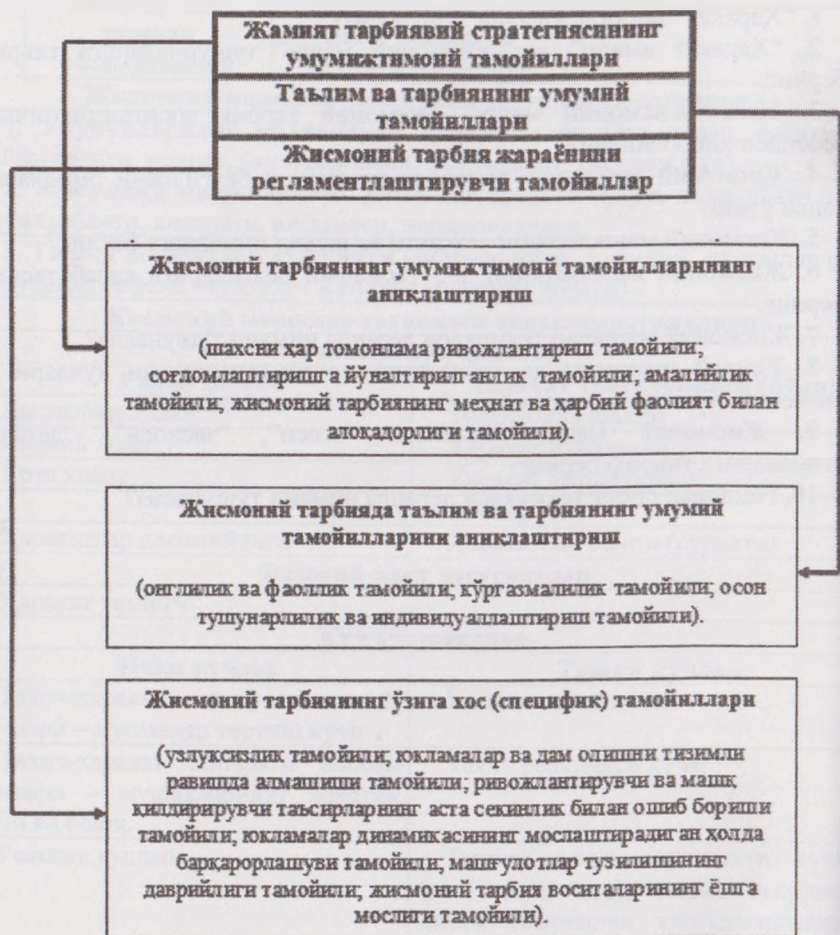 Жамият тарбиявий стратегиясининг
умумижтимоий тамойиллари
Таълим ва тарбиянинг умумий
тамойиллари
Жисмоний тарбия жараёнини
регламентлаштирувчи тамойиллар
Жисмоний тарбиянинг умумижтимоий тамойилларининг
аниқлаштириш
(шахсни ҳар томондама ривожлантириш тамойили;
соғломлаштиришга йўналтирилганлик тамойили; амалийлик
тамойили; жисмоний тарбиянинг меҳнат ва ҳарбий фаолият билан
алоқадорлиги тамойили).
Жисмоний тарбияда таълим ва тарбиянинг умумий
тамойилларини аниқлаштириш
(онглилик ва фаоллик тамойили; кўргазмалилик тамойили; осон
тушунарлилик ва индивидуаллаштириш тамойили).
Жисмоний тарбиянинг ўзига хос (специфик) тамойиллари
(узлуксизлик тамойили; юкламалар ва дам олишни тизимли
равишда алмашлаш тамойили, ривожлантирувчи ва машқ
қилдирирувчи таъсирларнинг аста секинлик билан ошиб бориши
тамойили; юкламалар динамикасининг мослаштирадиган ҳолда
барқарорлашуви тамойили, машғулотлар тузилишининг
даврийлиги тамойили; жисмоний тарбия воситаларининг ёшга
мослиги тамойили).